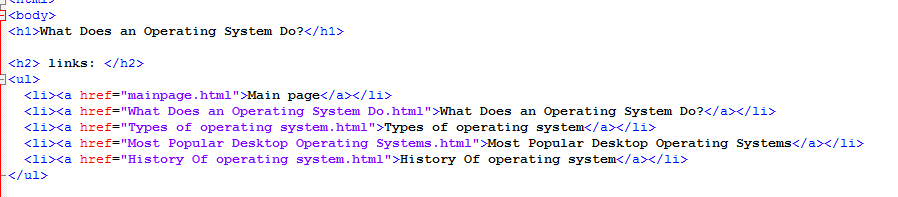 <html>
<body>
<h1>What Does an Operating System Do?</h1>
<h2> links: </h2>
<ul>
<li><a href="mainpage.html">Main page</a></li>
<li><a href="What Does an Operating System Do.html">What Does an Operating System Do?</a></li>
<li><a href="Types of operating system.html">Types of operating system</a></li>
<li><a href="Most Popular Desktop Operating Systems.html">Most Popular Desktop Operating Systems</a></li>
<li><a href="History Of operating system.html">History Of operating system</a></li>
</ul>